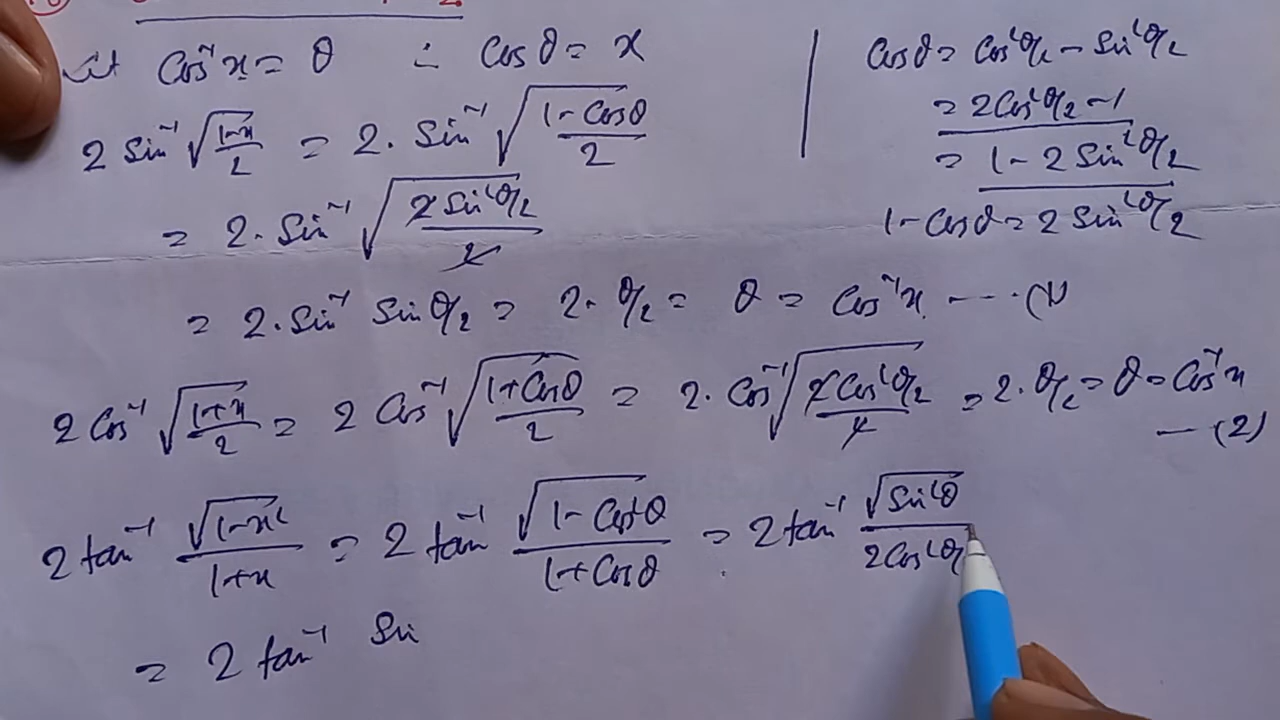 Let Cos⁻¹x = θ ∴ Cos θ = x
2 Sin⁻¹ √((1-x)/2) = 2. Sin⁻¹ √((1-Cosθ)/2)
= 2. Sin⁻¹ √((2 Sin²θ/2)/2)
= 2. Sin⁻¹ Sin θ/2 = 2. θ/2 = θ = Cos⁻¹x ---- (1)
2 Cos⁻¹ √((1+x)/2) = 2 Cos⁻¹ √((1+Cosθ)/2) = 2. Cos⁻¹ √((2 Cos²θ/2)/2) = 2. θ/2 = θ = Cos⁻¹x
— (2)
2 tan⁻¹ √(1-x²)/(1+x) = 2 tan⁻¹ √(1-Cos²θ)/(1+Cosθ) = 2 tan⁻¹ √(Sin²θ)/(2Cos²θ/
= 2 tan⁻¹ Sin
Cosθ = Cos²θ/2 - Sin²θ/2
= 2Cos²θ/2 - 1
= 1 - 2 Sin²θ/2
1 - Cosθ = 2 Sin²θ/2